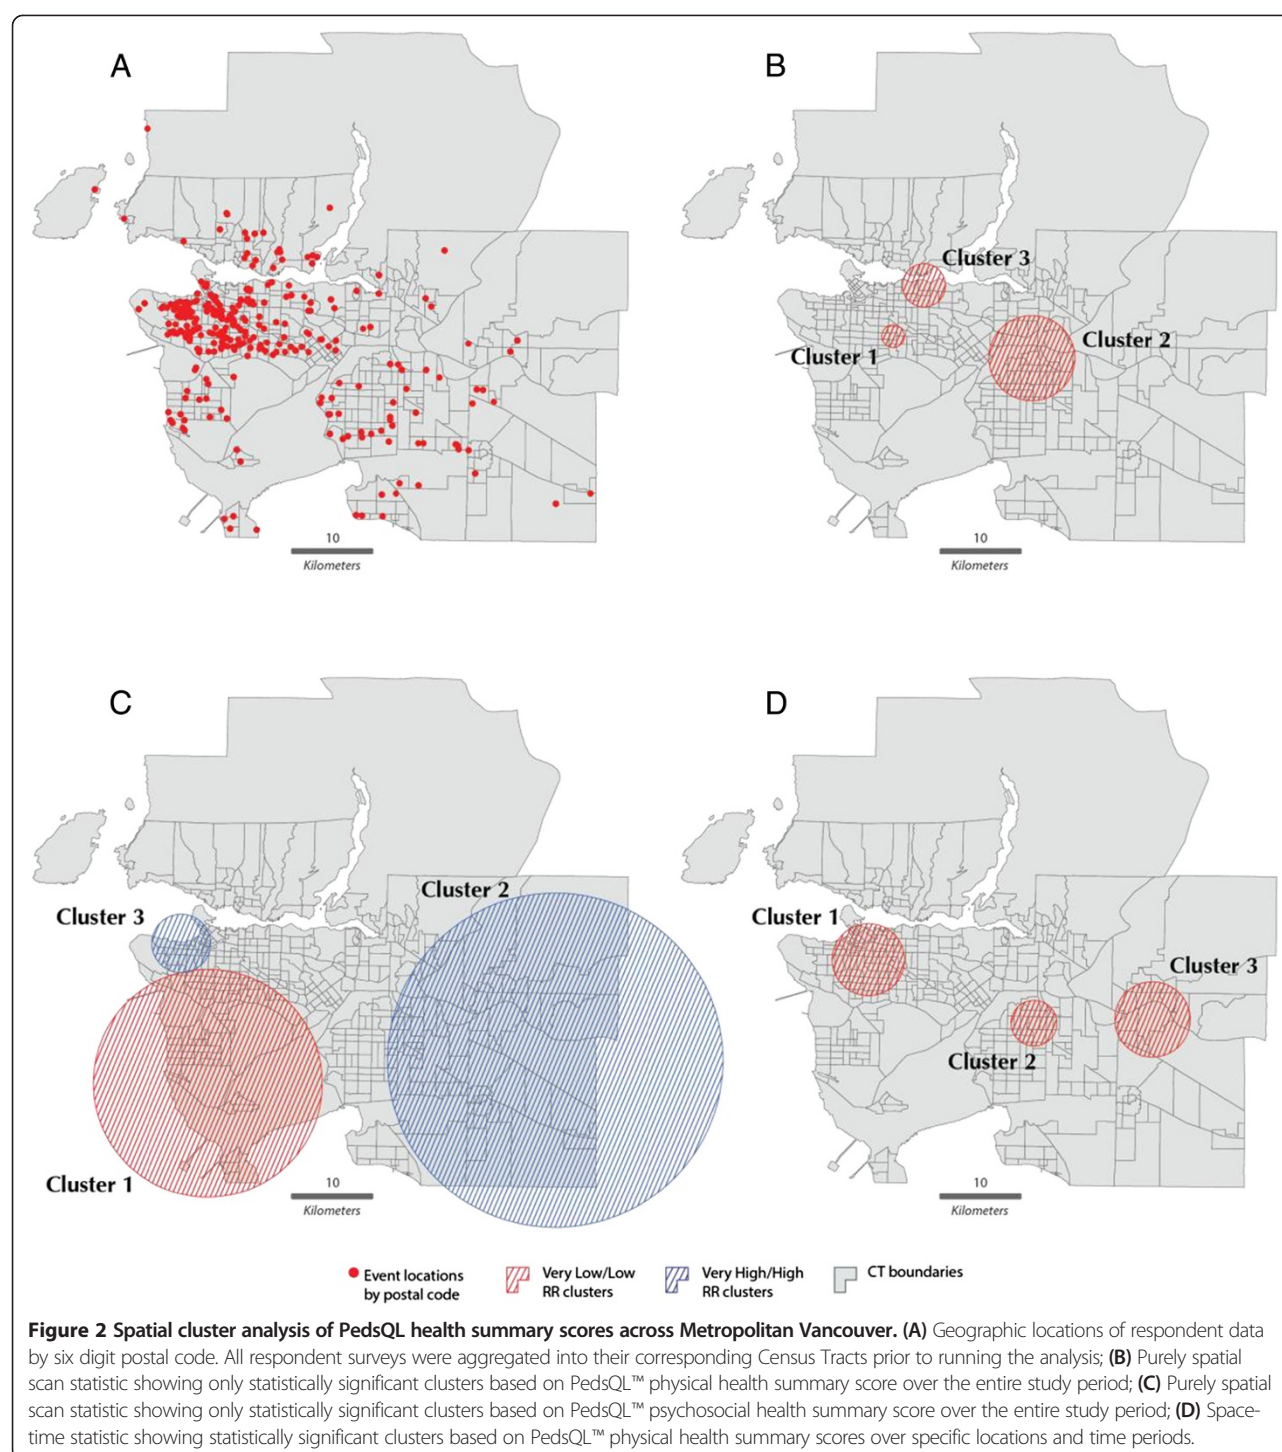 A
B
Cluster 3
Cluster 1
Cluster 2
10
Kilometers
10
Kilometers
C
D
Cluster 3
Cluster 2
Cluster 1
10
Kilometers
Cluster 1
Cluster 3
Cluster 2
10
Kilometers
Event locations
by postal code
Very Low/Low
RR clusters
Very High/High
RR clusters
CT boundaries
Figure 2 Spatial cluster analysis of PedsQL health summary scores across Metropolitan Vancouver. (A) Geographic locations of respondent data
by six digit postal code. All respondent surveys were aggregated into their corresponding Census Tracts prior to running the analysis; (B) Purely spatial
scan statistic showing only statistically significant clusters based on PedsQL™ physical health summary score over the entire study period; (C) Purely spatial
scan statistic showing only statistically significant clusters based on PedsQL™ psychosocial health summary score over the entire study period; (D) Space-
time statistic showing statistically significant clusters based on PedsQL™ physical health summary scores over specific locations and time periods.